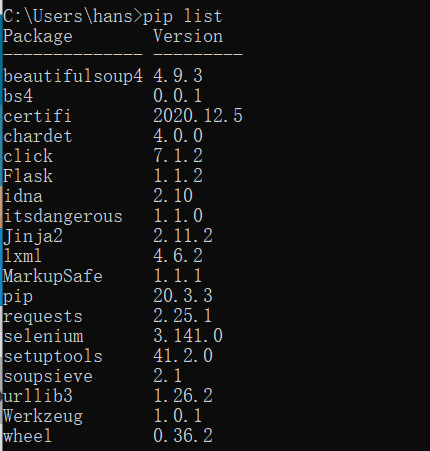 C:\Users\hans>pip list
Package        Version
-------------- ---------
beautifulsoup4 4.9.3
bs4            0.0.1
certifi        2020.12.5
chardet        4.0.0
click          7.1.2
Flask          1.1.2
idna           2.10
itsdangerous   1.1.0
Jinja2         2.11.2
lxml           4.6.2
MarkupSafe     1.1.1
pip            20.3.3
requests       2.25.1
selenium       3.141.0
setuptools     41.2.0
soupsieve      2.1
urllib3        1.26.2
Werkzeug       1.0.1
wheel          0.36.2